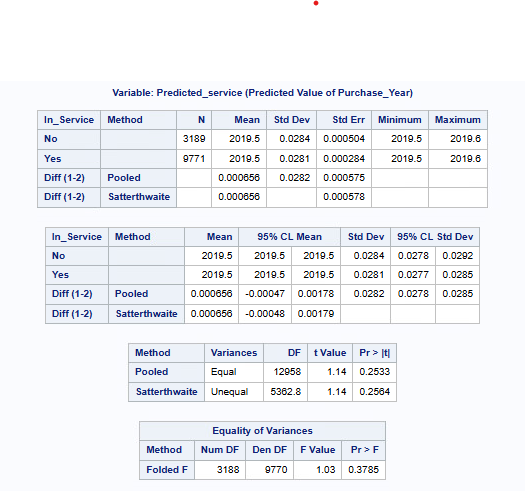 Variable: Predicted_service (Predicted Value of Purchase_Year)
In_Service Method N Mean Std Dev Std Err Minimum Maximum
No 3189 2019.5 0.0284 0.000504 2019.5 2019.6
Yes 9771 2019.5 0.0281 0.000284 2019.5 2019.6
Diff (1-2) Pooled 0.000656 0.0282 0.000575
Diff (1-2) Satterthwaite 0.000656 0.000578
In_Service Method Mean 95% CL Mean Std Dev 95% CL Std Dev
No 2019.5 2019.5 2019.5 0.0284 0.0278 0.0292
Yes 2019.5 2019.5 2019.5 0.0281 0.0277 0.0285
Diff (1-2) Pooled 0.000656 -0.00047 0.00178 0.0282 0.0278 0.0285
Diff (1-2) Satterthwaite 0.000656 -0.00048 0.00179
Method Variances DF t Value Pr > |t|
Pooled Equal 12958 1.14 0.2533
Satterthwaite Unequal 5362.8 1.14 0.2564
Equality of Variances
Method Num DF Den DF F Value Pr > F
Folded F 3188 9770 1.03 0.3785